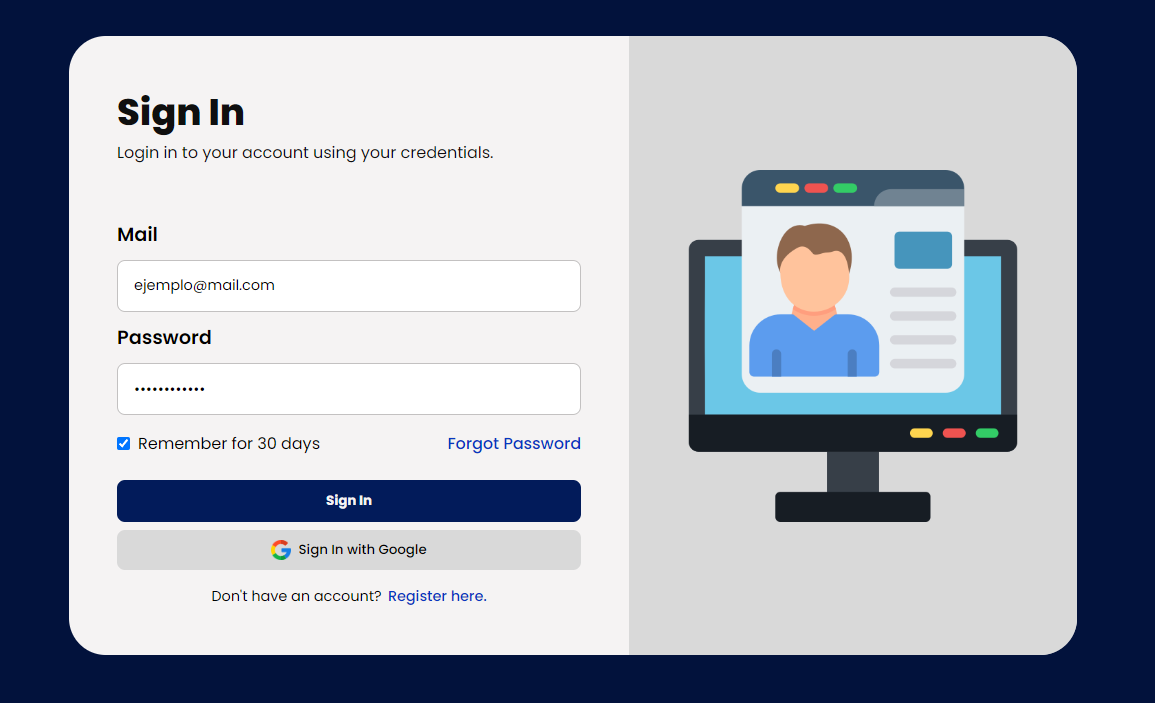 Sign In
Login in to your account using your credentials.
Mail
ejemplo@mail.com
Password
••••••••••••
Remember for 30 days
Forgot Password
Sign In
Sign In with Google
Don't have an account? Register here.